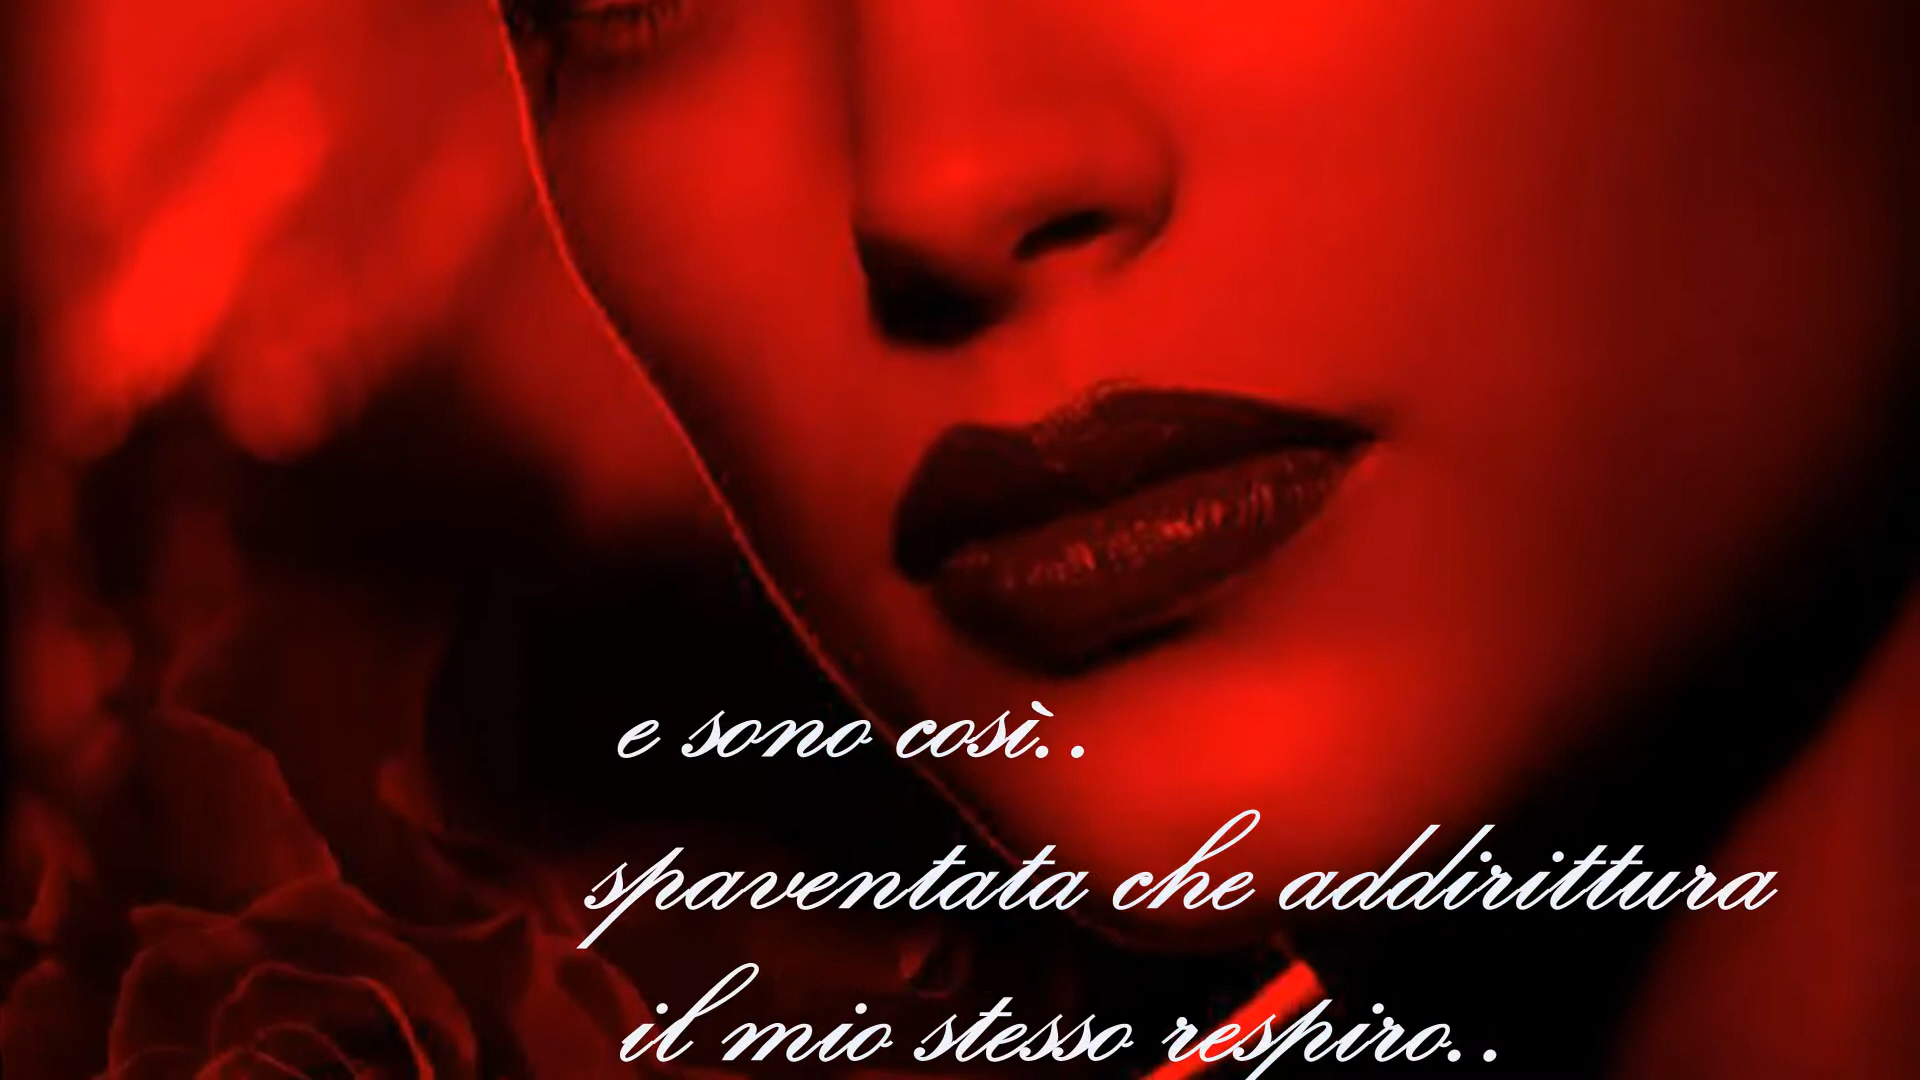 e sono così..
spaventata che addirittura
il mio stesso respiro..